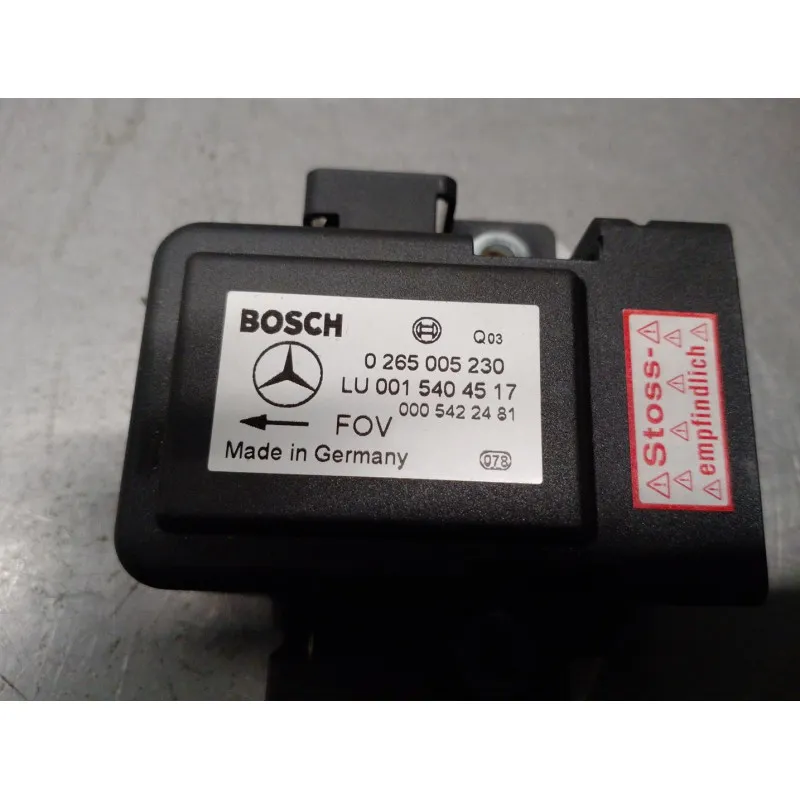 BOSCH
Q03
0 265 005 230
LU 001 540 45 17
000 542 24 81
FOV
Made in Germany
078
Stoss-
empfindlich